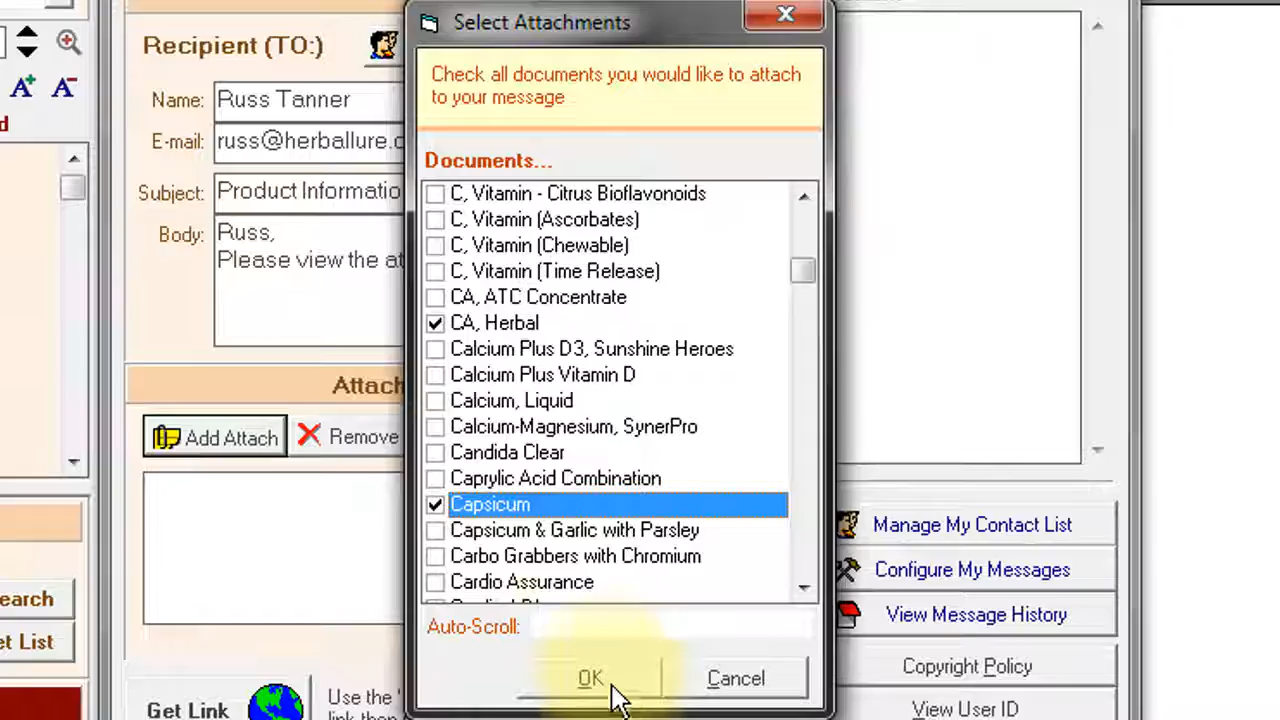 Select Attachments
Check all documents you would like to attach
to your message
Documents...
C, Vitamin - Citrus Bioflavonoids
C, Vitamin (Ascorbates)
C, Vitamin (Chewable)
C, Vitamin (Time Release)
CA, ATC Concentrate
CA, Herbal
Calcium Plus D3, Sunshine Heroes
Calcium Plus Vitamin D
Calcium, Liquid
Calcium-Magnesium, SynerPro
Candida Clear
Caprylic Acid Combination
Capsicum
Capsicum & Garlic with Parsley
Carbo Grabbers with Chromium
Cardio Assurance
Auto-Scroll:
OK
Cancel
Recipient (TO:)
Name: Russ Tanner
E-mail: russ@herballure.c
Subject: Product Informatio
Body: Russ,
Please view the at
Attach
Add Attach
Remove
Get Link
Use the '
link the
A+ A-
d
earch
et List
Manage My Contact List
Configure My Messages
View Message History
Copyright Policy
View User ID